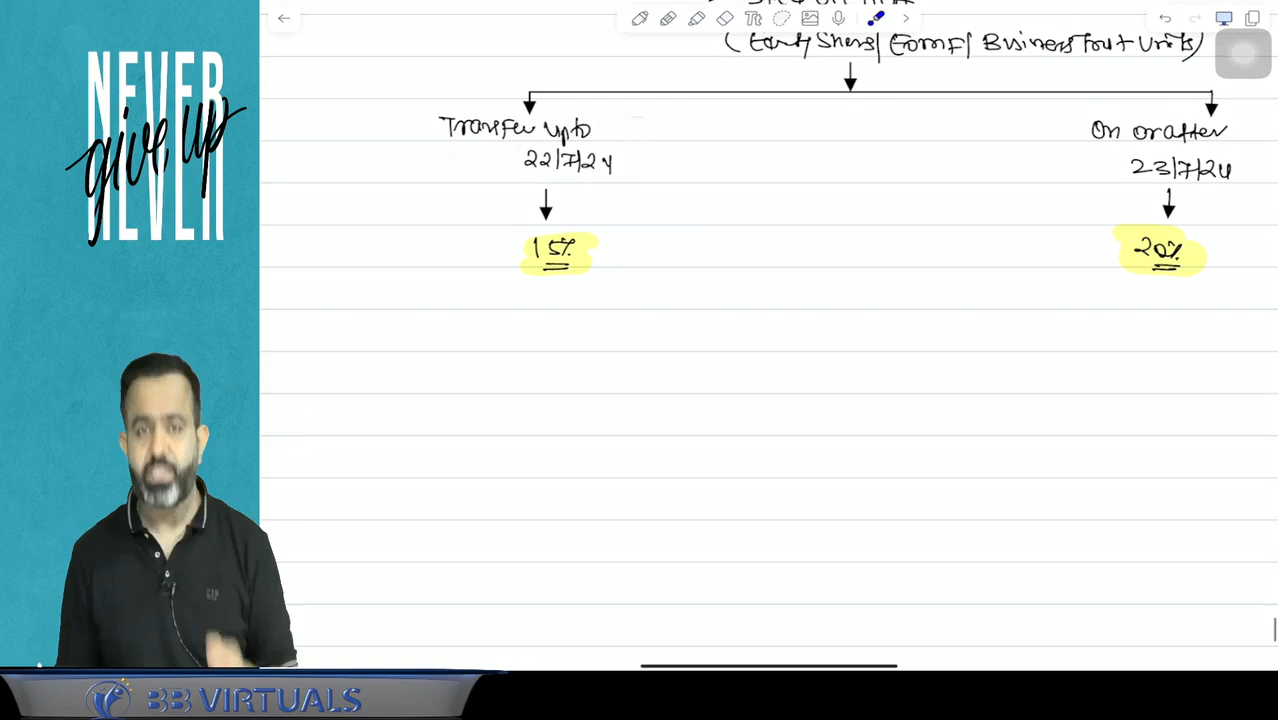 NEVER
give up
NEVER
(Equity Shares/ EOMF/ Business Trust Units)
Transfer upto
22/7/24
On or after
23/7/24
15%
20%
GAP
BB VIRTUALS